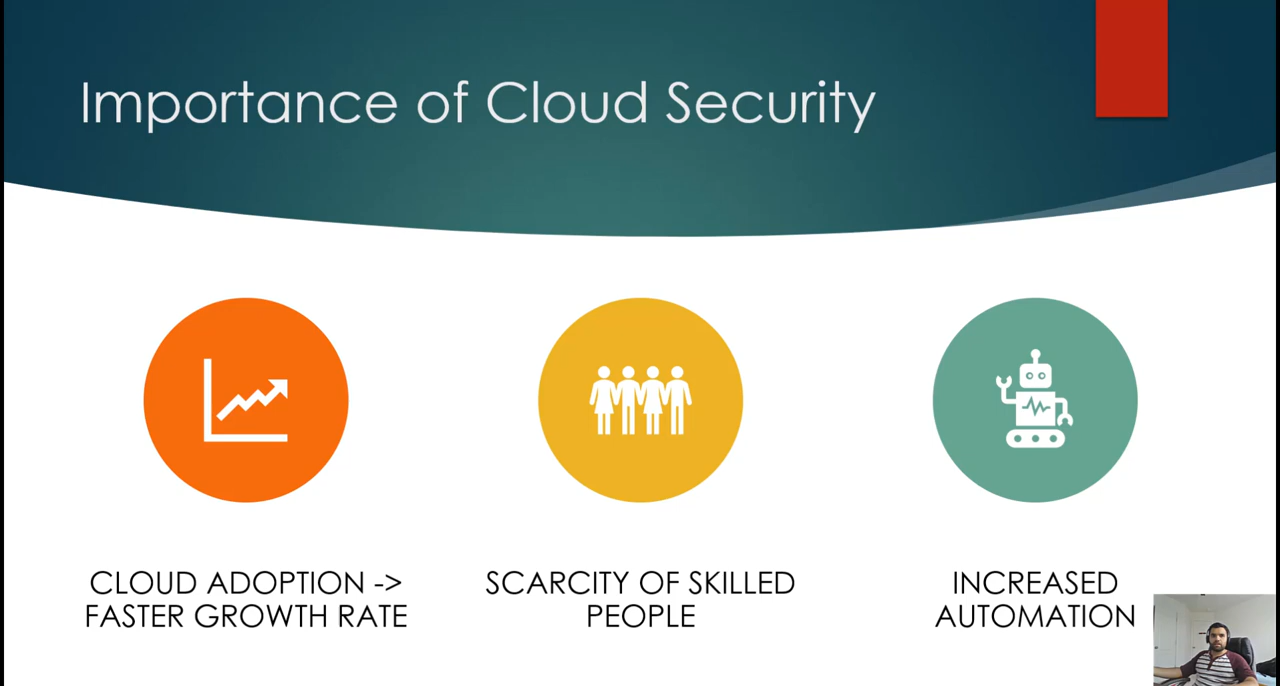 Importance of Cloud Security
CLOUD ADOPTION ->
FASTER GROWTH RATE
SCARCITY OF SKILLED
PEOPLE
INCREASED
AUTOMATION